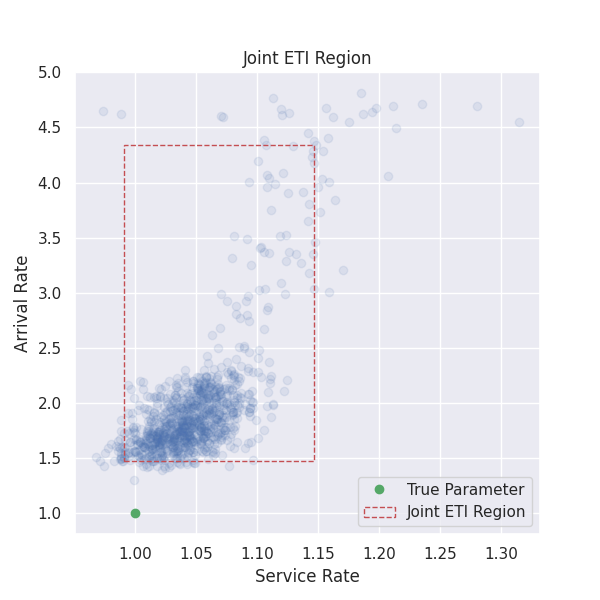 Joint ETI Region
5.0
4.5
4.0
3.5
3.0
2.5
2.0
1.5
1.0
Arrival Rate
True Parameter
Joint ETI Region
1.00 1.05 1.10 1.15 1.20 1.25 1.30
Service Rate